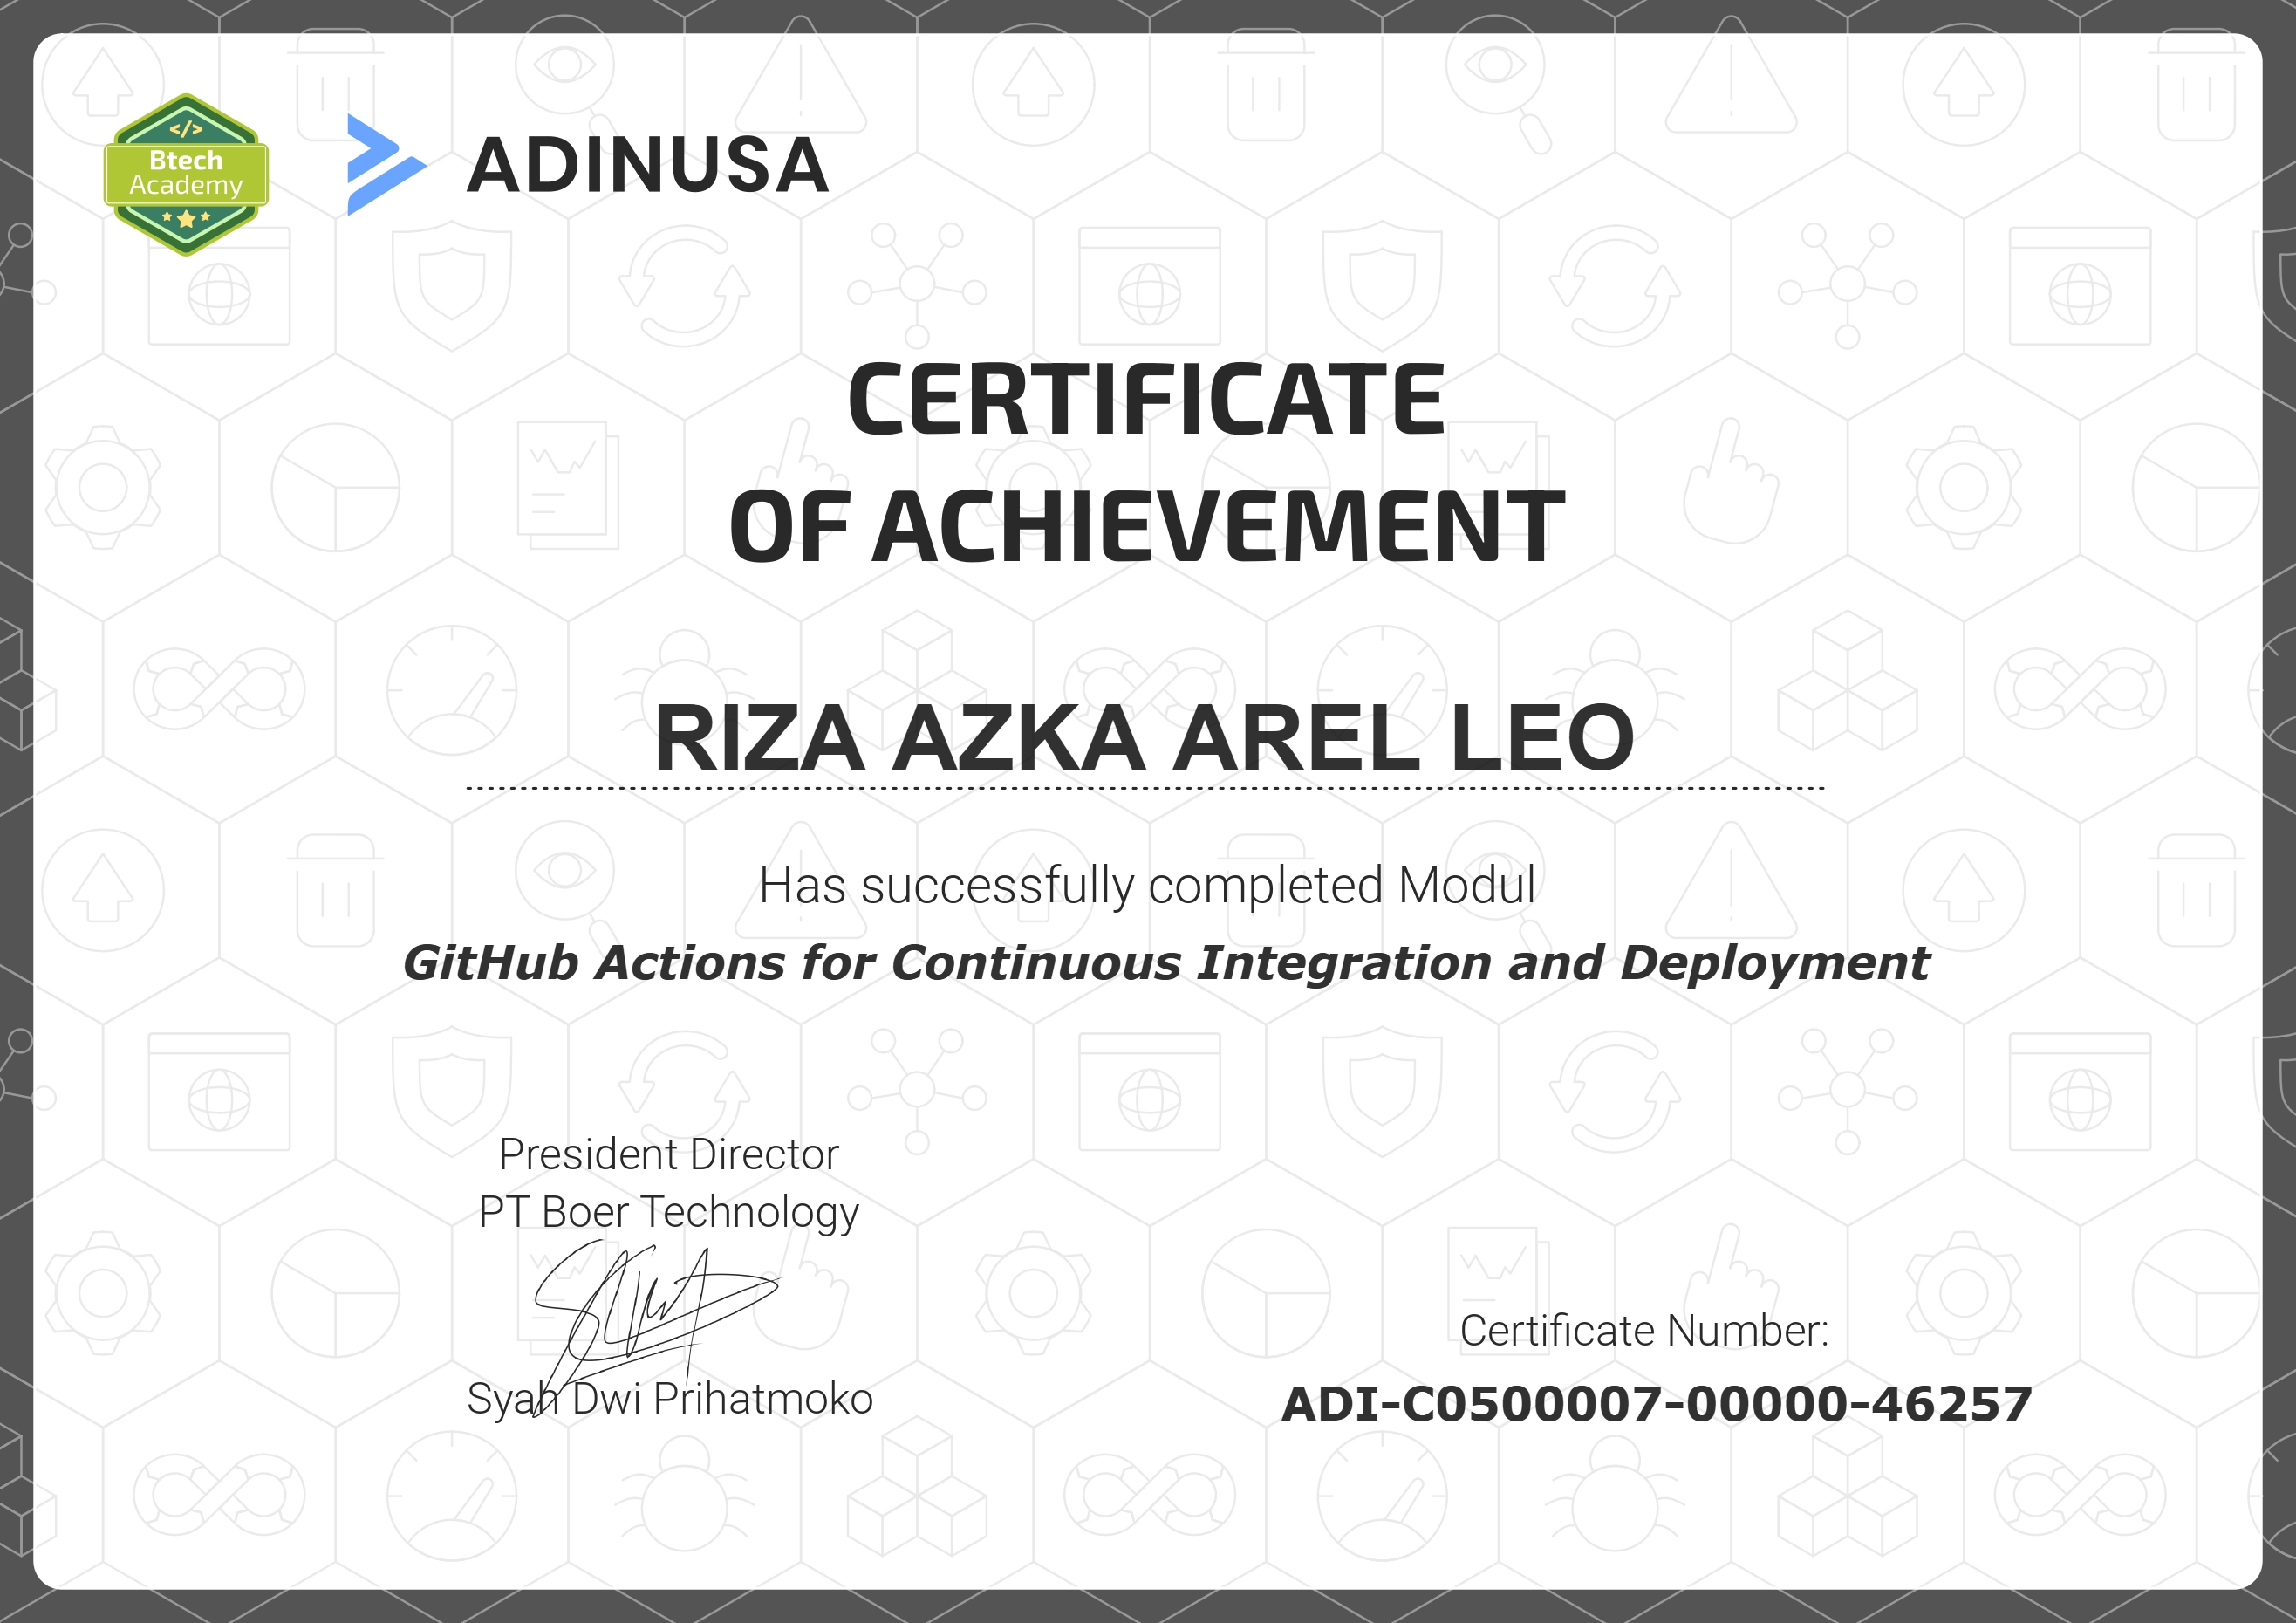 </>
Btech
Academy
ADINUSA
CERTIFICATE
OF ACHIEVEMENT
RIZA AZKA AREL LEO
Has successfully completed Modul
GitHub Actions for Continuous Integration and Deployment
President Director
PT Boer Technology
Syah Dwi Prihatmoko
Certificate Number:
ADI-C0500007-00000-46257